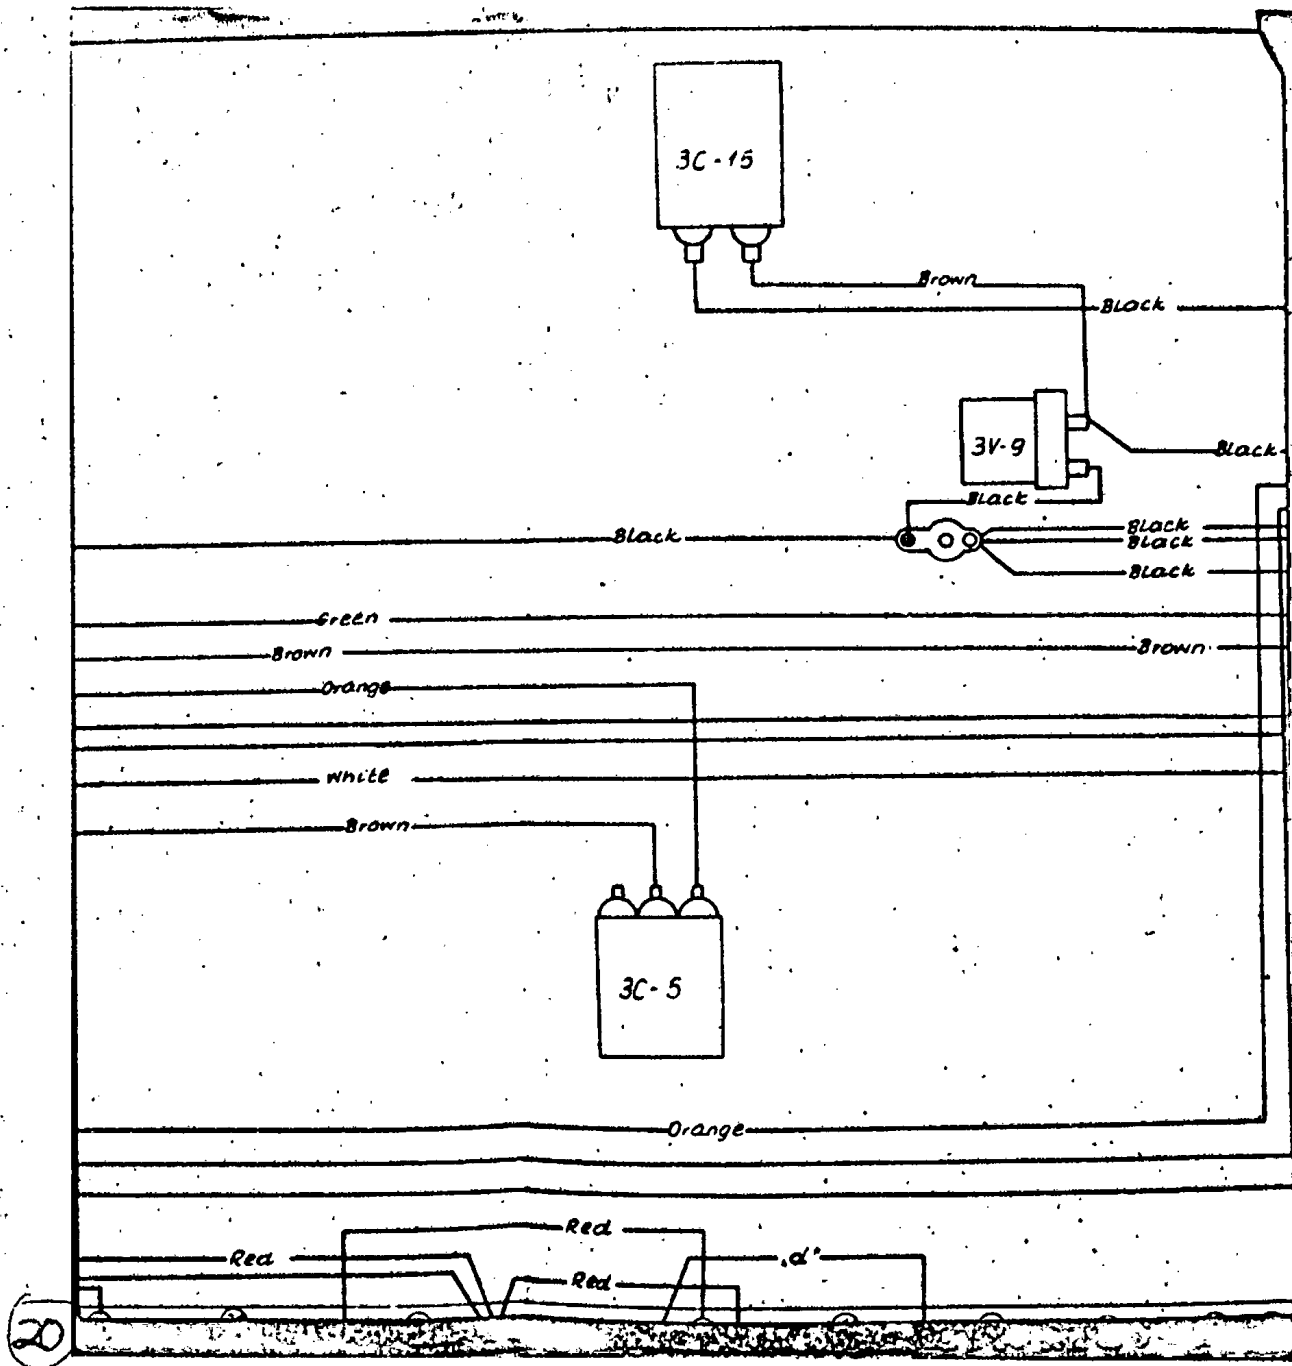 3C-15
Brown
Black
3V-9
Black
Black
Black
Black
Black
Black
Green
Brown
Brown
Orange
White
Brown
3C-5
Orange
Red
Red
„d"
Red
20